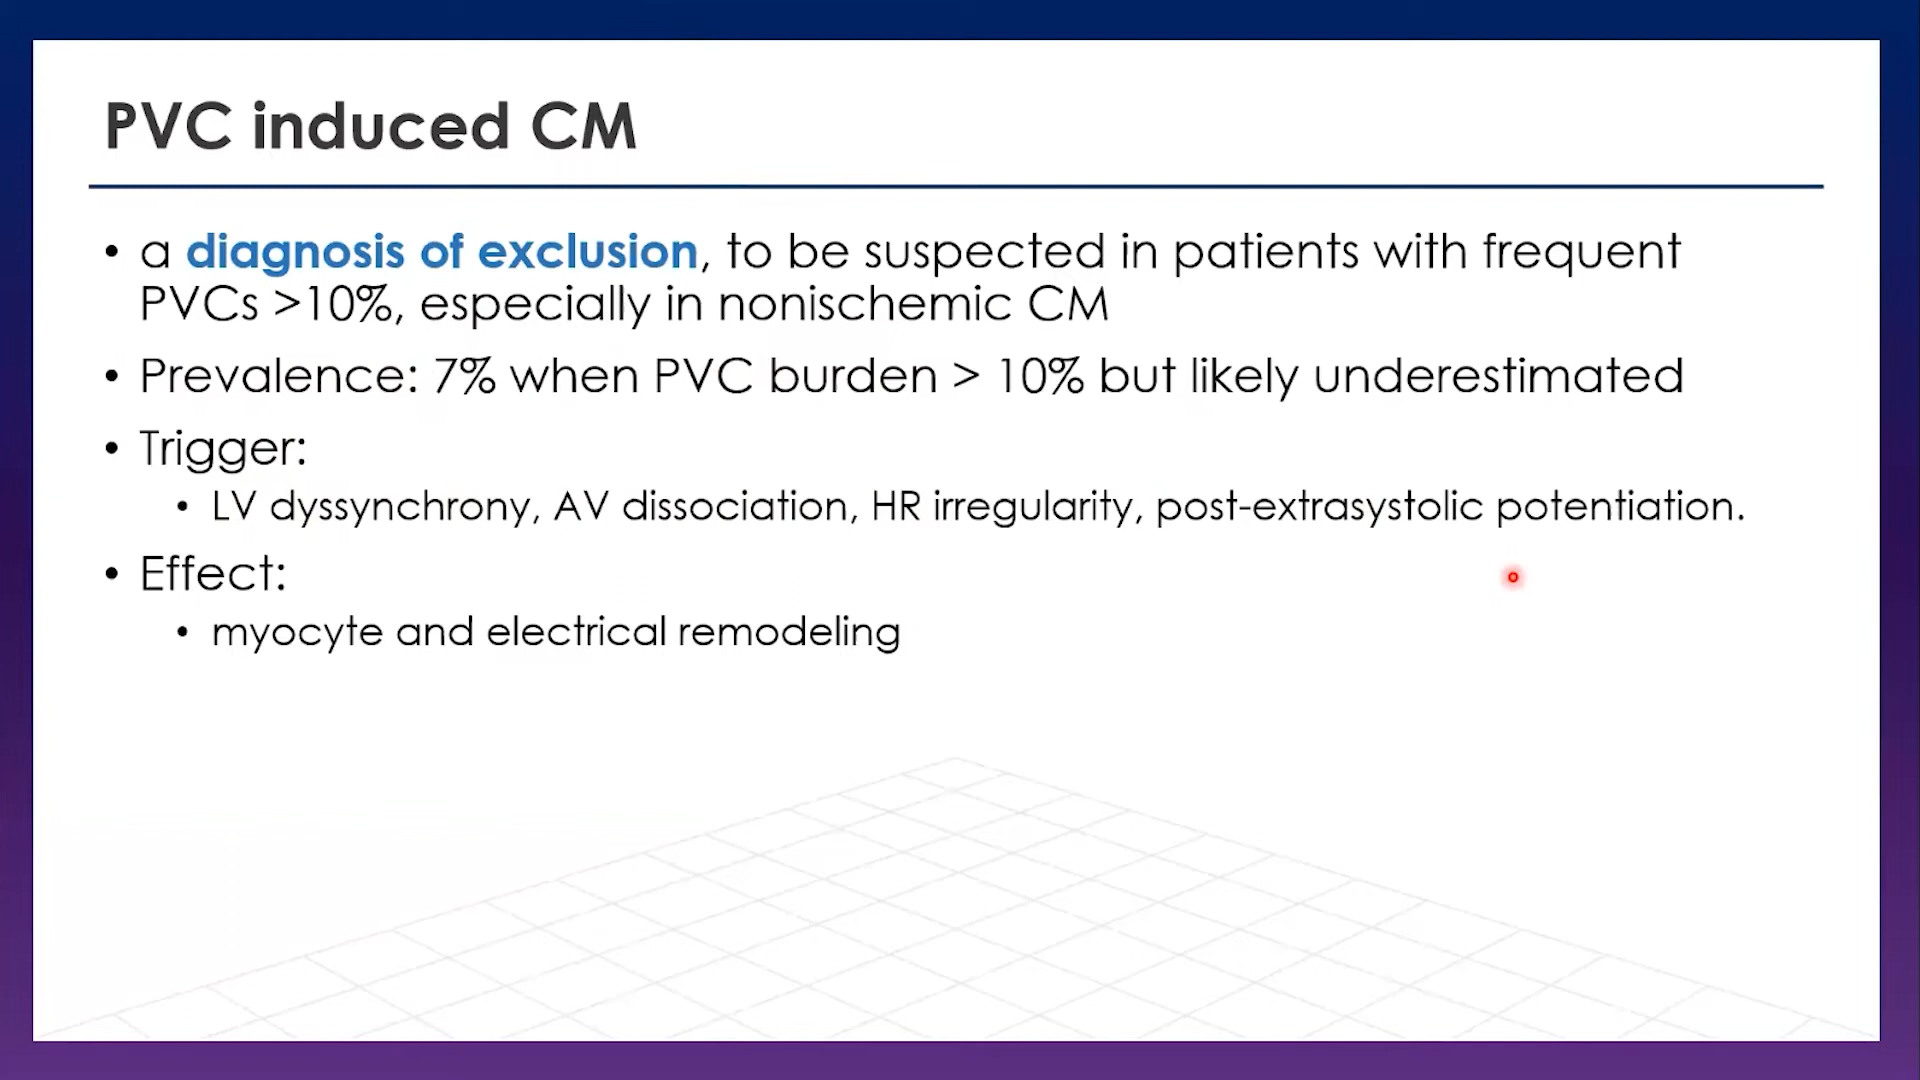 PVC induced CM
• a diagnosis of exclusion, to be suspected in patients with frequent
PVCs >10%, especially in nonischemic CM
• Prevalence: 7% when PVC burden > 10% but likely underestimated
• Trigger:
• LV dyssynchrony, AV dissociation, HR irregularity, post-extrasystolic potentiation.
• Effect:
• myocyte and electrical remodeling